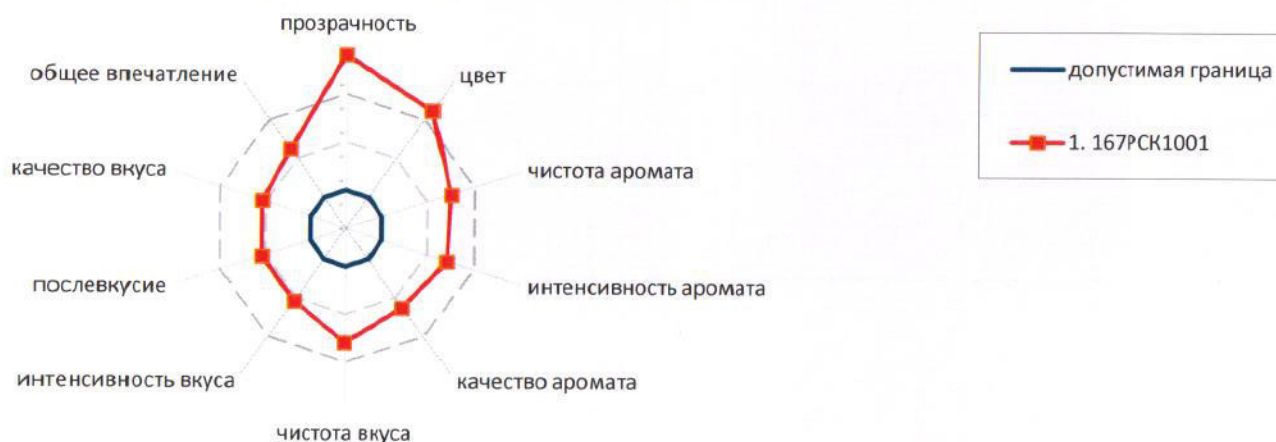 прозрачность
общее впечатление
цвет
качество вкуса
чистота аромата
послевкусие
интенсивность аромата
интенсивность вкуса
качество аромата
чистота вкуса
допустимая граница
1. 167РСК1001